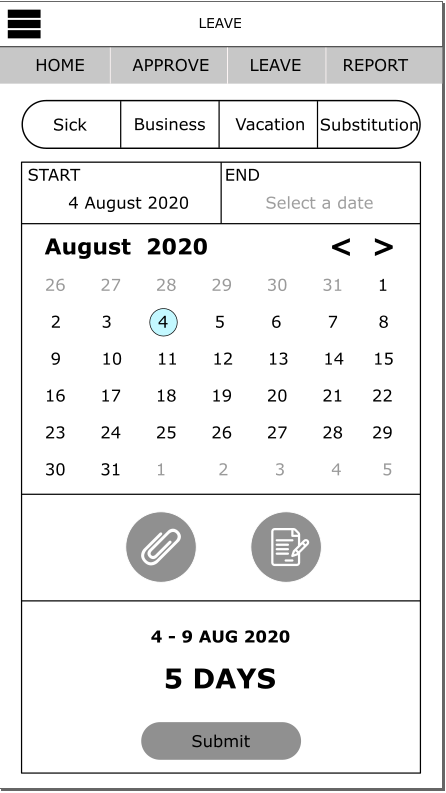 LEAVE
HOME APPROVE LEAVE REPORT
Sick Business Vacation Substitution
START END
4 August 2020 Select a date
August 2020 < >
26 27 28 29 30 31 1
2 3 4 5 6 7 8
9 10 11 12 13 14 15
16 17 18 19 20 21 22
23 24 25 26 27 28 29
30 31 1 2 3 4 5
4 - 9 AUG 2020
5 DAYS
Submit